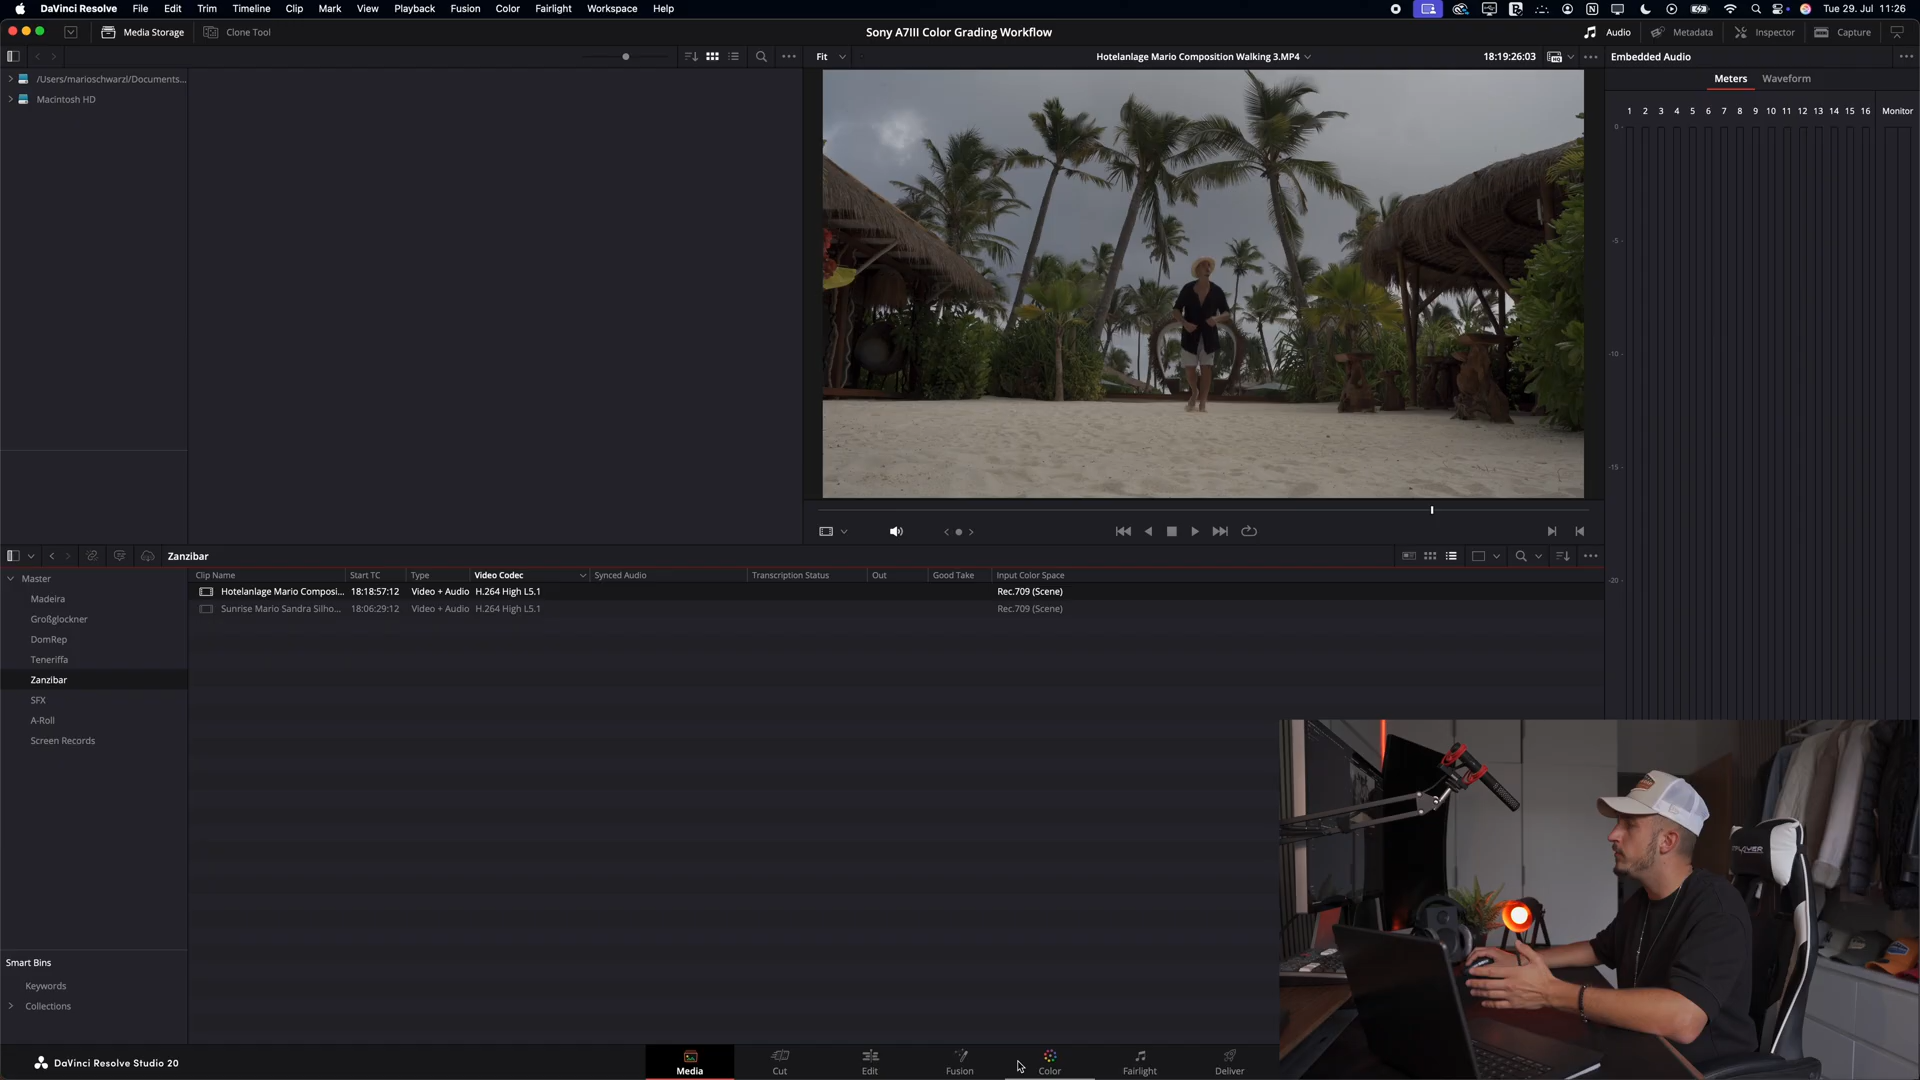 DaVinci Resolve File Edit Trim Timeline Clip Mark View Playback Fusion Color Fairlight Workspace Help Tue 29. Jul 11:26
Media Storage Clone Tool Sony A7III Color Grading Workflow Audio Metadata Inspector Capture
Fit Hotelanlage Mario Composition Walking 3.MP4 18:19:26:03 Embedded Audio
/Users/marioschwarzl/Documents...
Macintosh HD
Meters Waveform
1 2 3 4 5 6 7 8 9 10 11 12 13 14 15 16 Monitor
0
-5
-10
-15
-20
Zanzibar
Master
Madeira
Großglockner
DomRep
Teneriffa
Zanzibar
SFX
A-Roll
Screen Records
Clip Name Start TC Type Video Codec Synced Audio Transcription Status Out Good Take Input Color Space
Hotelanlage Mario Composi... 18:18:57:12 Video + Audio H.264 High L5.1 Rec.709 (Scene)
Sunrise Mario Sandra Silho... 18:06:29:12 Video + Audio H.264 High L5.1 Rec.709 (Scene)
Smart Bins
Keywords
Collections
DaVinci Resolve Studio 20
Media Cut Edit Fusion Color Fairlight Deliver